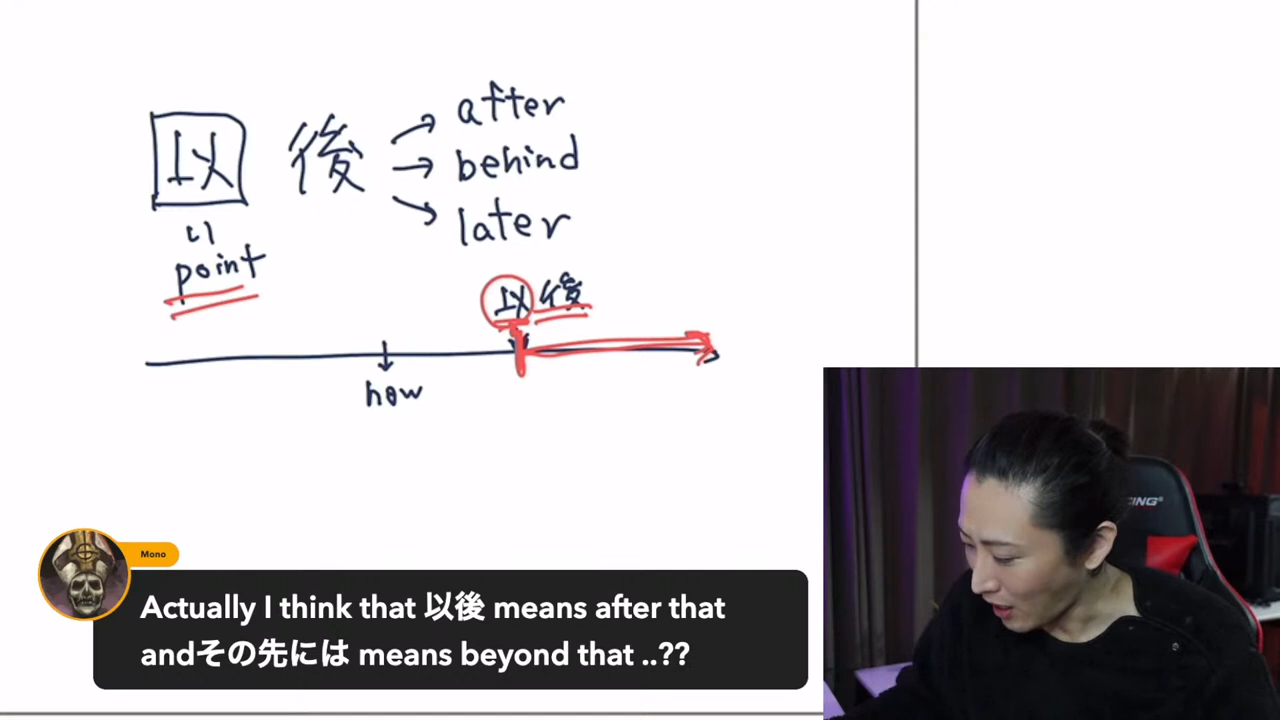 以後
after
behind
later
い
point
以後
now
Mono
Actually I think that 以後 means after that
andその先には means beyond that ..??
CING